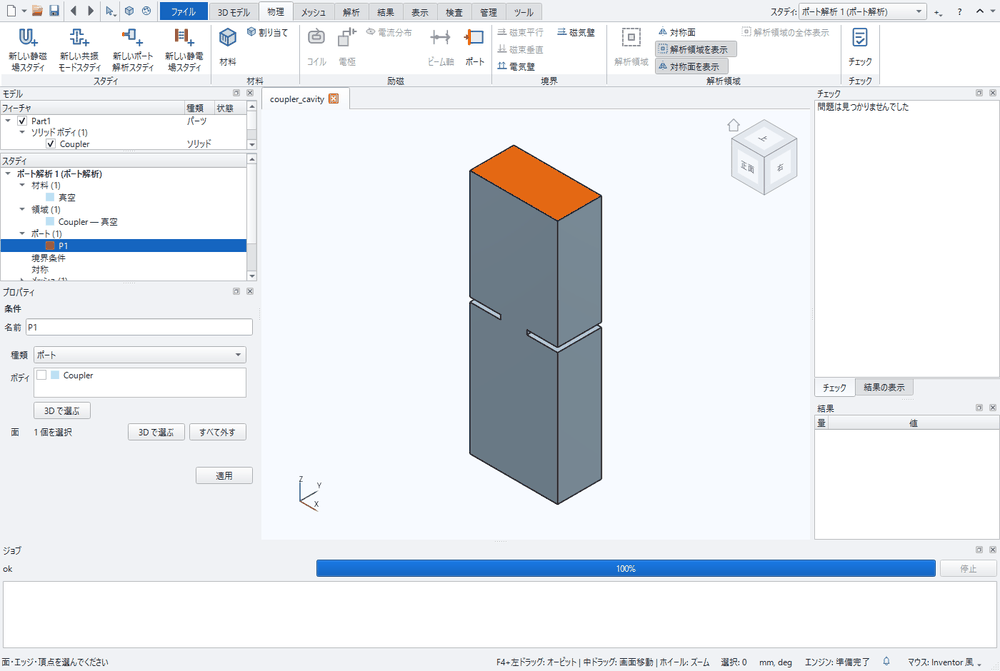 ファイル 3Dモデル 物理 メッシュ 解析 結果 表示 検査 管理 ツール
スタディ: ポート解析 1 (ポート解析)
?
新しい静磁場スタディ
新しい共振モードスタディ
新しいポート解析スタディ
新しい静電場スタディ
スタディ
材料
割り当て
材料
コイル
電極
電流分布
ビーム軸
ポート
励磁
磁束平行
磁束垂直
電気壁
磁気壁
境界
解析領域
対称面
解析領域を表示
対称面を表示
解析領域の全体表示
解析領域
チェック
チェック
モデル
フィーチャ 種類 状態
Part1 パーツ
ソリッド ボディ (1)
Coupler ソリッド
スタディ
ポート解析 1 (ポート解析)
材料 (1)
真空
領域 (1)
Coupler — 真空
ポート (1)
P1
境界条件
対称
メッシュ (1)
プロパティ
条件
名前 P1
種類 ポート
ボディ Coupler
3D で選ぶ
面 1 個を選択 3D で選ぶ すべて外す
適用
coupler_cavity
上
正面
右
Z
Y
X
チェック
問題は見つかりませんでした
チェック 結果の表示
結果
量 値
ジョブ
ok 100% 停止
面・エッジ・頂点を選んでください F4+左ドラッグ: オービット | 中ドラッグ: 画面移動 | ホイール: ズーム 選択: 0 mm, deg エンジン: 準備完了 マウス: Inventor 風